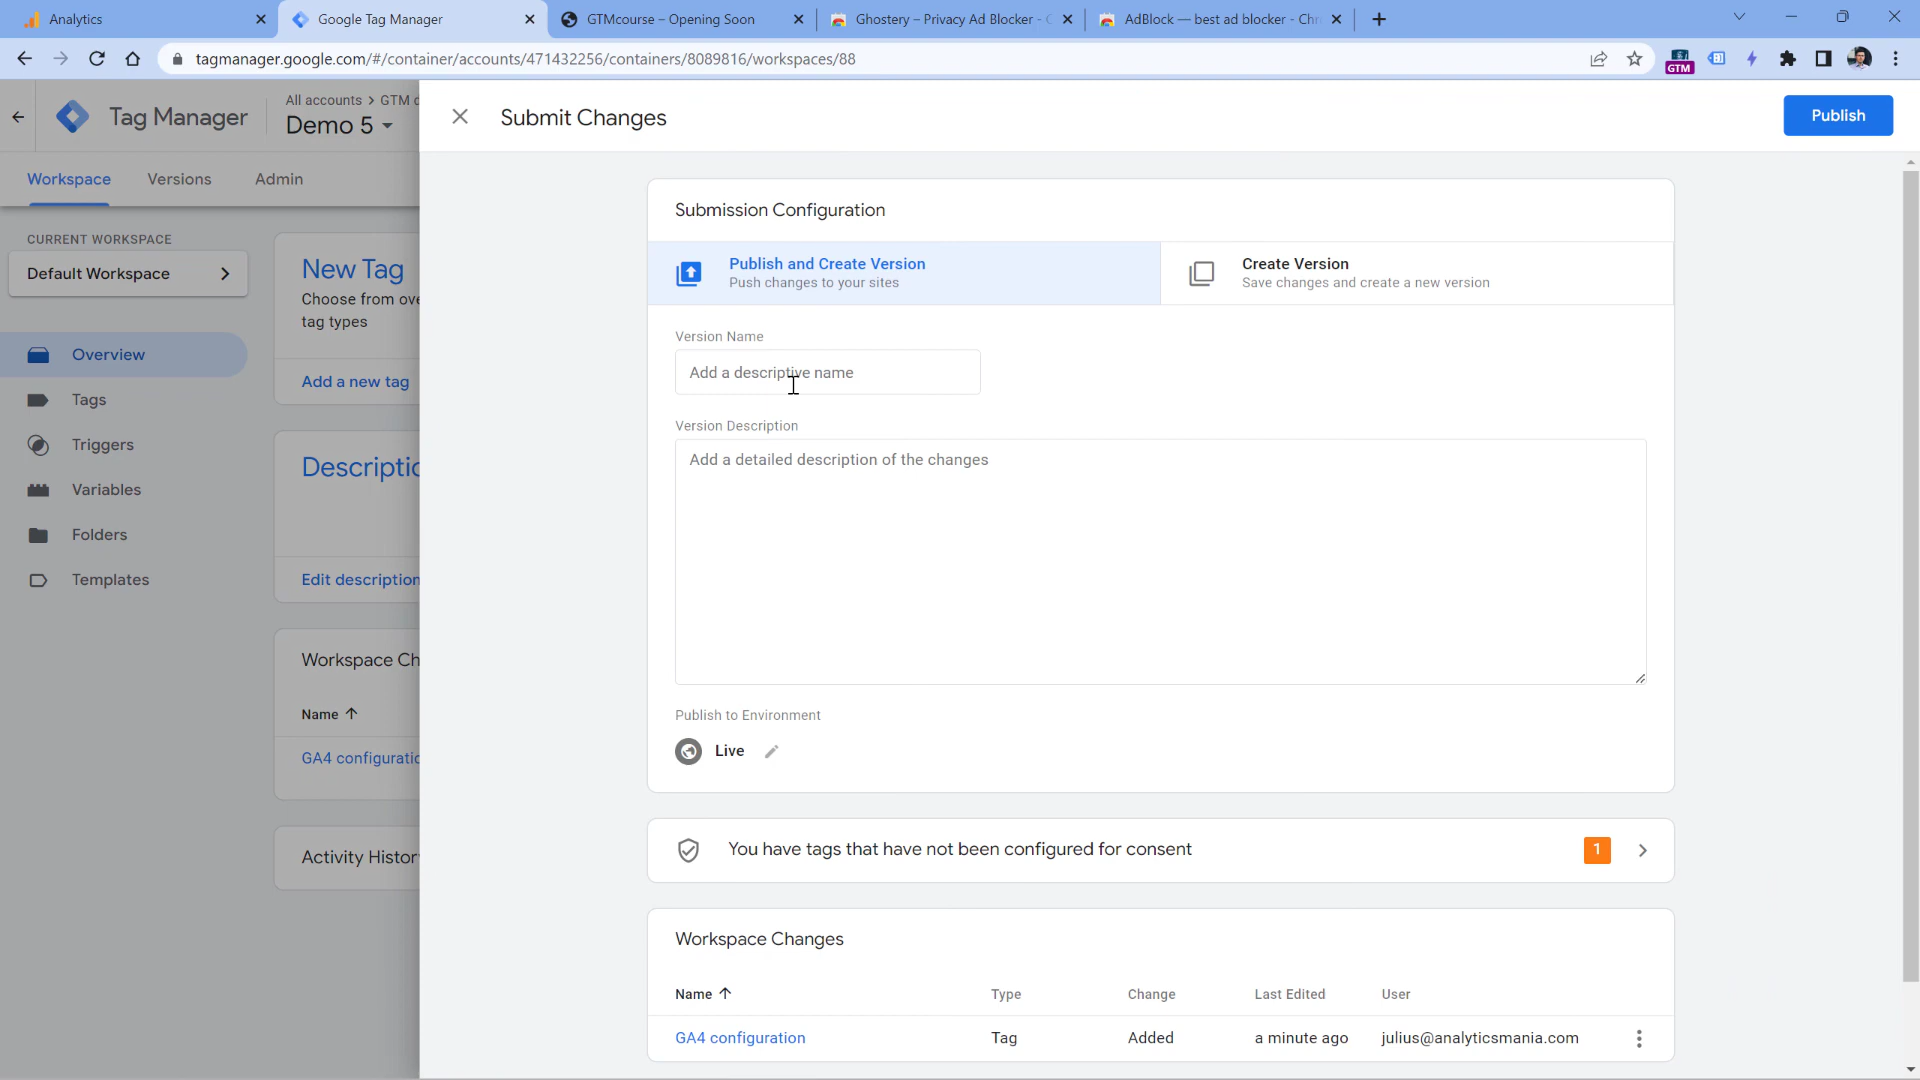 Analytics
Google Tag Manager
GTMcourse – Opening Soon
Ghostery – Privacy Ad Blocker -
AdBlock — best ad blocker - Chr
tagmanager.google.com/#/container/accounts/471432256/containers/8089816/workspaces/88
GTM
Tag Manager
All accounts > GTM
Demo 5
Submit Changes
Publish
Workspace
Versions
Admin
CURRENT WORKSPACE
Default Workspace
Overview
Tags
Triggers
Variables
Folders
Templates
New Tag
Choose from ove
tag types
Add a new tag
Descriptio
Edit description
Workspace Ch
Name
GA4 configuratio
Activity Histor
Submission Configuration
Publish and Create Version
Push changes to your sites
Create Version
Save changes and create a new version
Version Name
Add a descriptive name
Version Description
Add a detailed description of the changes
Publish to Environment
Live
You have tags that have not been configured for consent
1
Workspace Changes
Name
Type
Change
Last Edited
User
GA4 configuration
Tag
Added
a minute ago
julius@analyticsmania.com